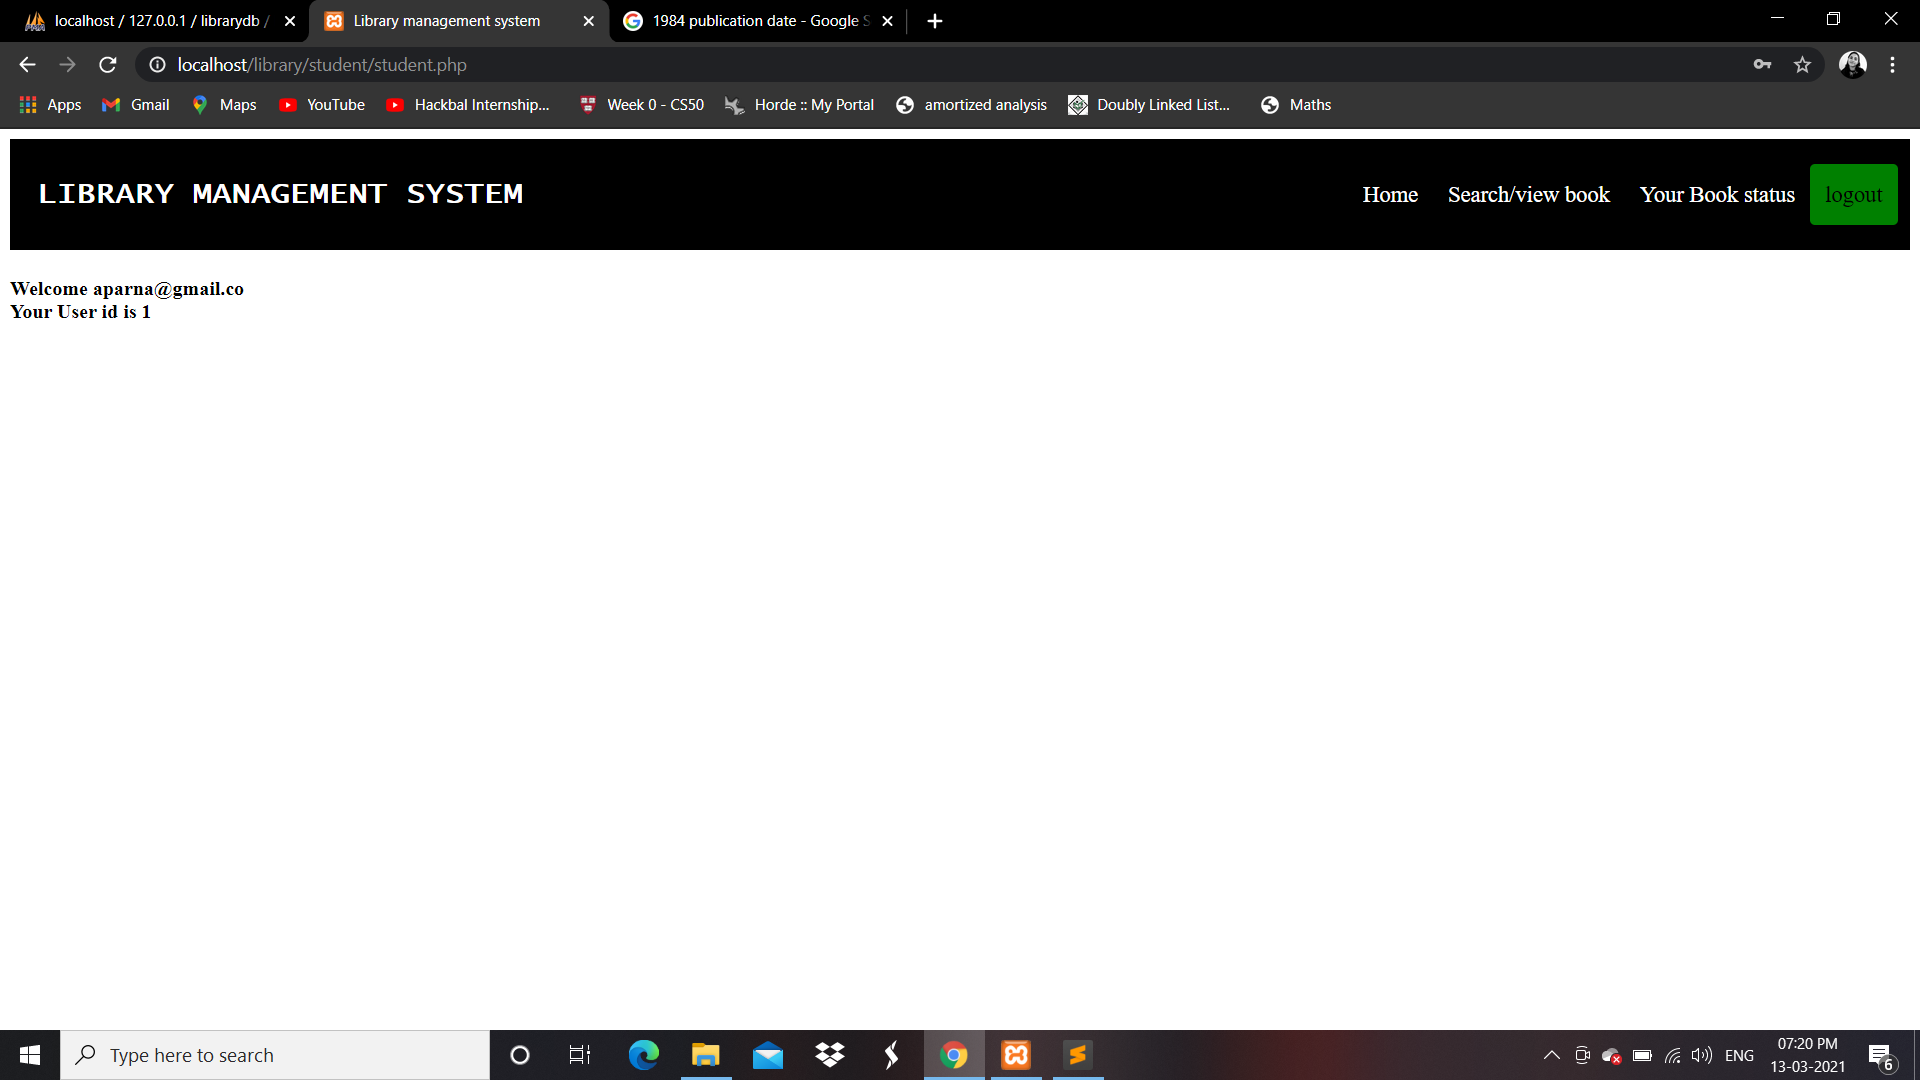 localhost / 127.0.0.1 / librarydb /
Library management system
1984 publication date - Google S
localhost/library/student/student.php
Apps
Gmail
Maps
YouTube
Hackbal Internship...
Week 0 - CS50
Horde :: My Portal
amortized analysis
Doubly Linked List...
Maths
LIBRARY MANAGEMENT SYSTEM
Home
Search/view book
Your Book status
logout
Welcome aparna@gmail.co
Your User id is 1
Type here to search
ENG
07:20 PM
13-03-2021
6